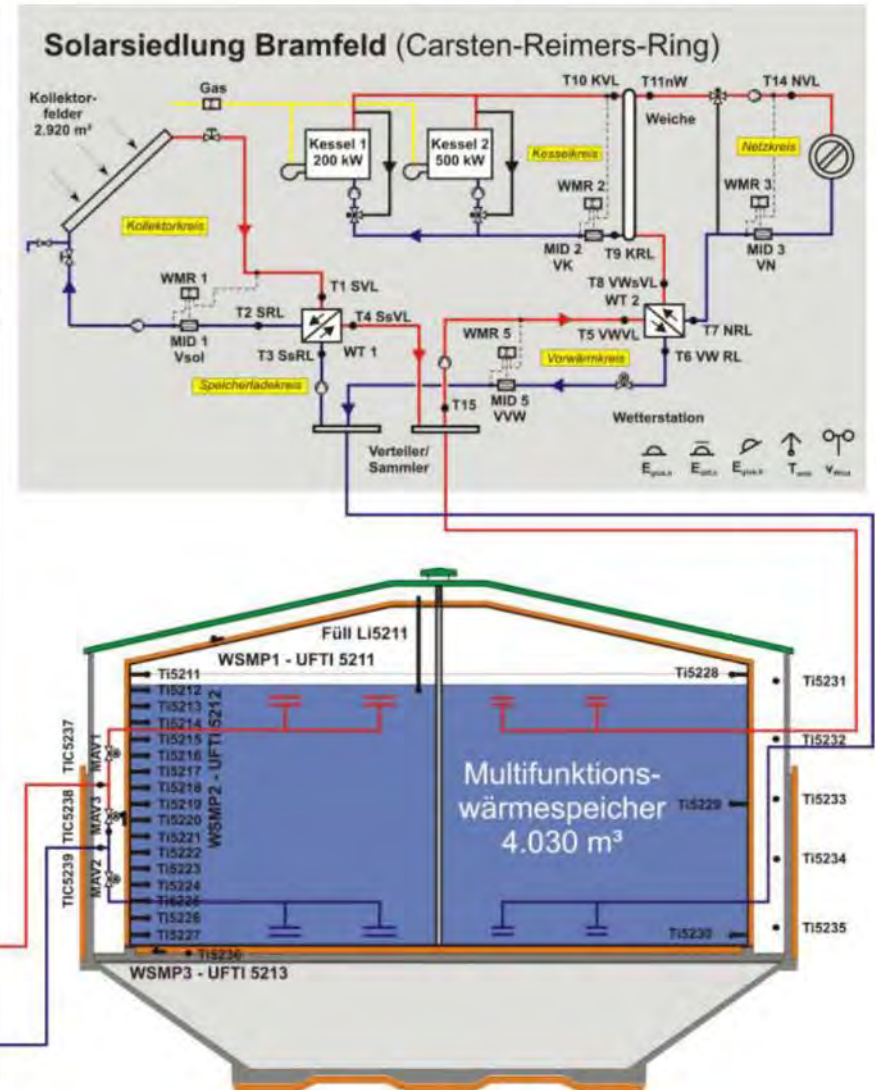 Solarsiedlung Bramfeld (Carsten-Reimers-Ring)
Kollektor-
felder
2.920 m²
Gas
Kessel 1
200 kW
Kessel 2
500 kW
T10 KVL
T11nW
T14 NVL
Weiche
Kesselkreis
Netzkreis
Kollektorkreis
WMR 2
WMR 3
MID 2
VK
T9 KRL
MID 3
VN
WMR 1
T1 SVL
T8 VWsVL
WT 2
T2 SRL
T4 SsVL
WMR 5
T5 VWVL
T7 NRL
MID 1
Vsol
T3 SsRL
WT 1
Vorwärmkreis
T6 VW RL
Speicherladekreis
T15
MID 5
VVW
Wetterstation
Verteiler/
Sammler
Füll Li5211
WSMP1 - UFTI 5211
Ti5211
Ti5212
Ti5213
Ti5214
Ti5215
Ti5216
Ti5217
Ti5218
Ti5219
Ti5220
Ti5221
Ti5222
Ti5223
Ti5224
Ti5225
Ti5226
Ti5227
WSMP2 - UFTI 5212
TIC5237
MAV1
TIC5238
MAV3
TIC5239
MAV2
Multifunktions-
wärmespeicher
4.030 m³
Ti5228
Ti5229
Ti5230
Ti5231
Ti5232
Ti5233
Ti5234
Ti5235
Ti5236
WSMP3 - UFTI 5213